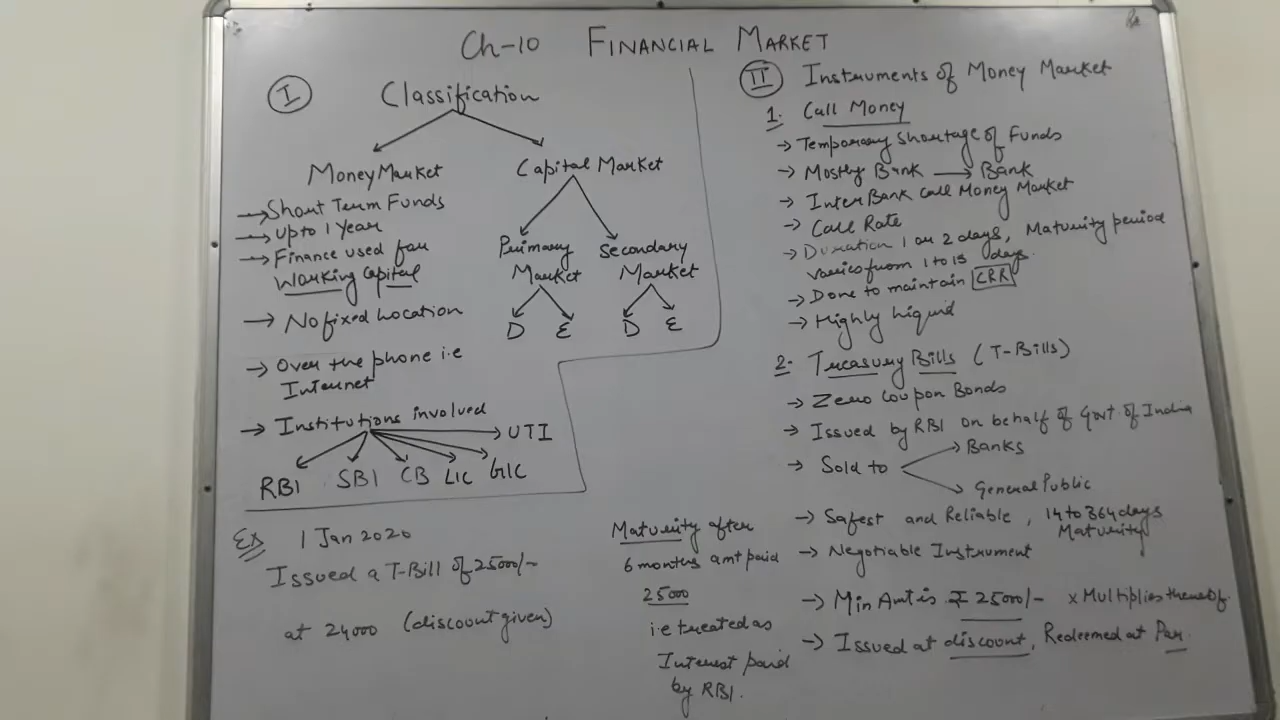 Ch-10 FINANCIAL MARKET
I Classification
Money Market
Capital Market
→ Short Term Funds
→ Upto 1 Year
→ Finance used for
Working Capital
→ No fixed Location
→ Over the phone i.e
Internet
→ Institutions involved
RBI SBI CB LIC GIC UTI
Primary Market
Secondary Market
D E D E
II Instruments of Money Market
1. Call Money
→ Temporary Shortage of Funds
→ Mostly Bank → Bank
→ InterBank Call Money Market
→ Call Rate
→ Duration 1 or 2 days, Maturity period
varies from 1 to 15 days.
→ Done to maintain CRR
→ Highly Liquid
2. Treasury Bills (T-Bills)
→ Zero Coupon Bonds
→ Issued by RBI on behalf of Govt of India
→ Sold to → Banks
→ General Public
→ Safest and Reliable, 14 to 364 days
Maturity
→ Negotiable Instrument
→ Min Amt is ₹ 25000/- x Multiplies thereof.
→ Issued at discount, Redeemed at Par.
Ex 1 Jan 2020
Issued a T-Bill of 25000/-
at 24000 (discount given)
Maturity after
6 months amt paid
25000
i.e treated as
Interest paid
by RBI.